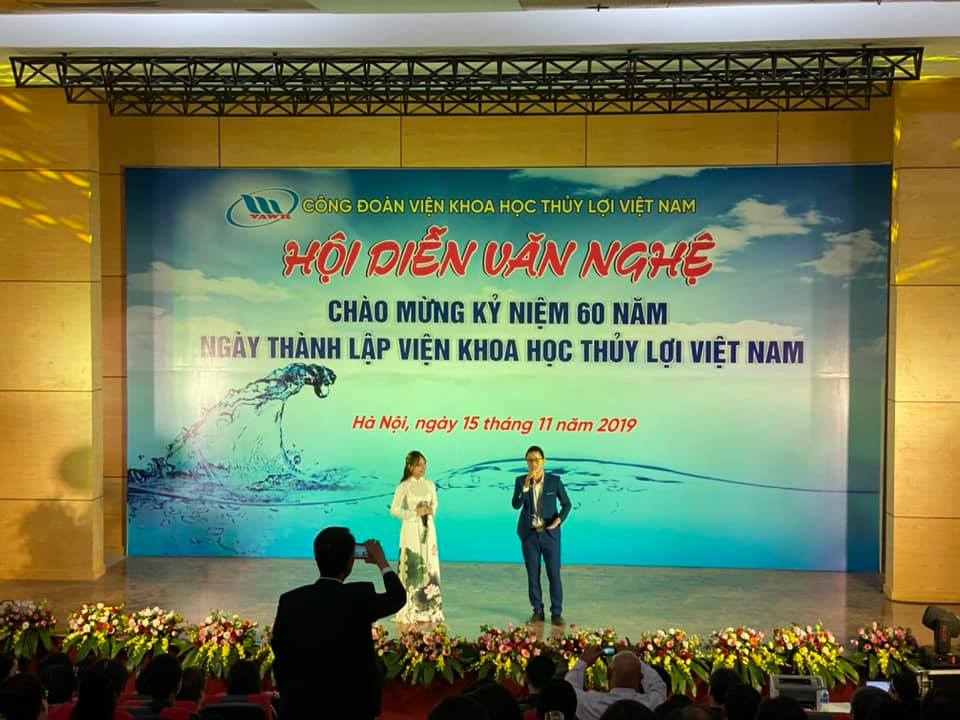 VAWR
CÔNG ĐOÀN VIỆN KHOA HỌC THỦY LỢI VIỆT NAM
HỘI DIỄN VĂN NGHỆ
CHÀO MỪNG KỶ NIỆM 60 NĂM
NGÀY THÀNH LẬP VIỆN KHOA HỌC THỦY LỢI VIỆT NAM
Hà Nội, ngày 15 tháng 11 năm 2019